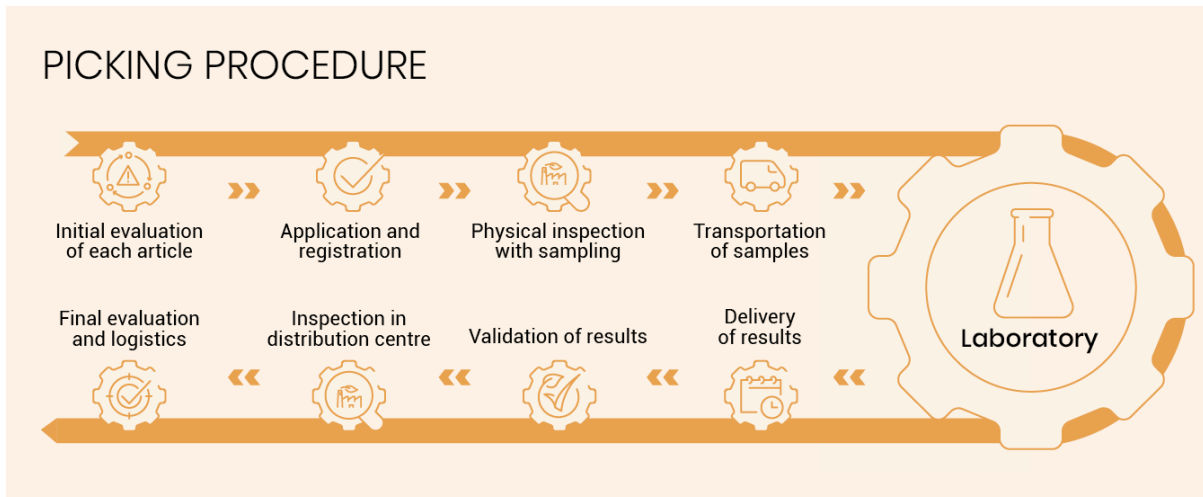 PICKING PROCEDURE
Initial evaluation
of each article
Application and
registration
Physical inspection
with sampling
Transportation
of samples
Laboratory
Delivery
of results
Validation of results
Inspection in
distribution centre
Final evaluation
and logistics